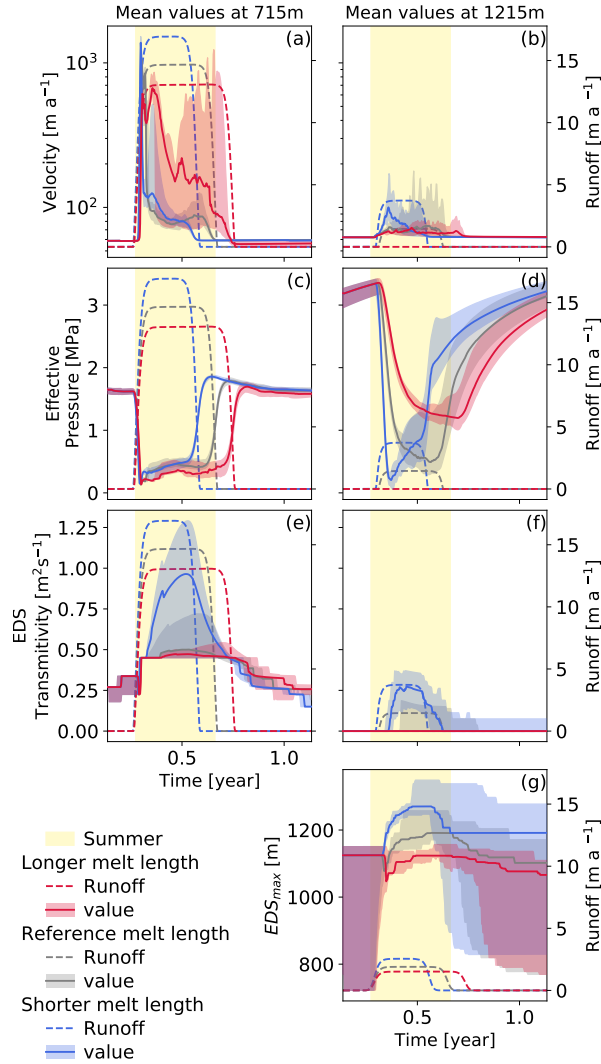 Mean values at 715m
Mean values at 1215m
(a)
(b)
10³
10²
Velocity [m a⁻¹]
15
10
5
0
Runoff [m a⁻¹]
(c)
(d)
3
2
1
0
Effective
Pressure [MPa]
15
10
5
0
Runoff [m a⁻¹]
(e)
(f)
1.25
1.00
0.75
0.50
0.25
0.00
EDS
Transmitivity [m²s⁻¹]
15
10
5
0
Runoff [m a⁻¹]
0.5
1.0
Time [year]
(g)
1200
1000
800
EDSmax [m]
15
10
5
0
Runoff [m a⁻¹]
0.5
1.0
Time [year]
Summer
Longer melt length
Runoff
value
Reference melt length
Runoff
value
Shorter melt length
Runoff
value